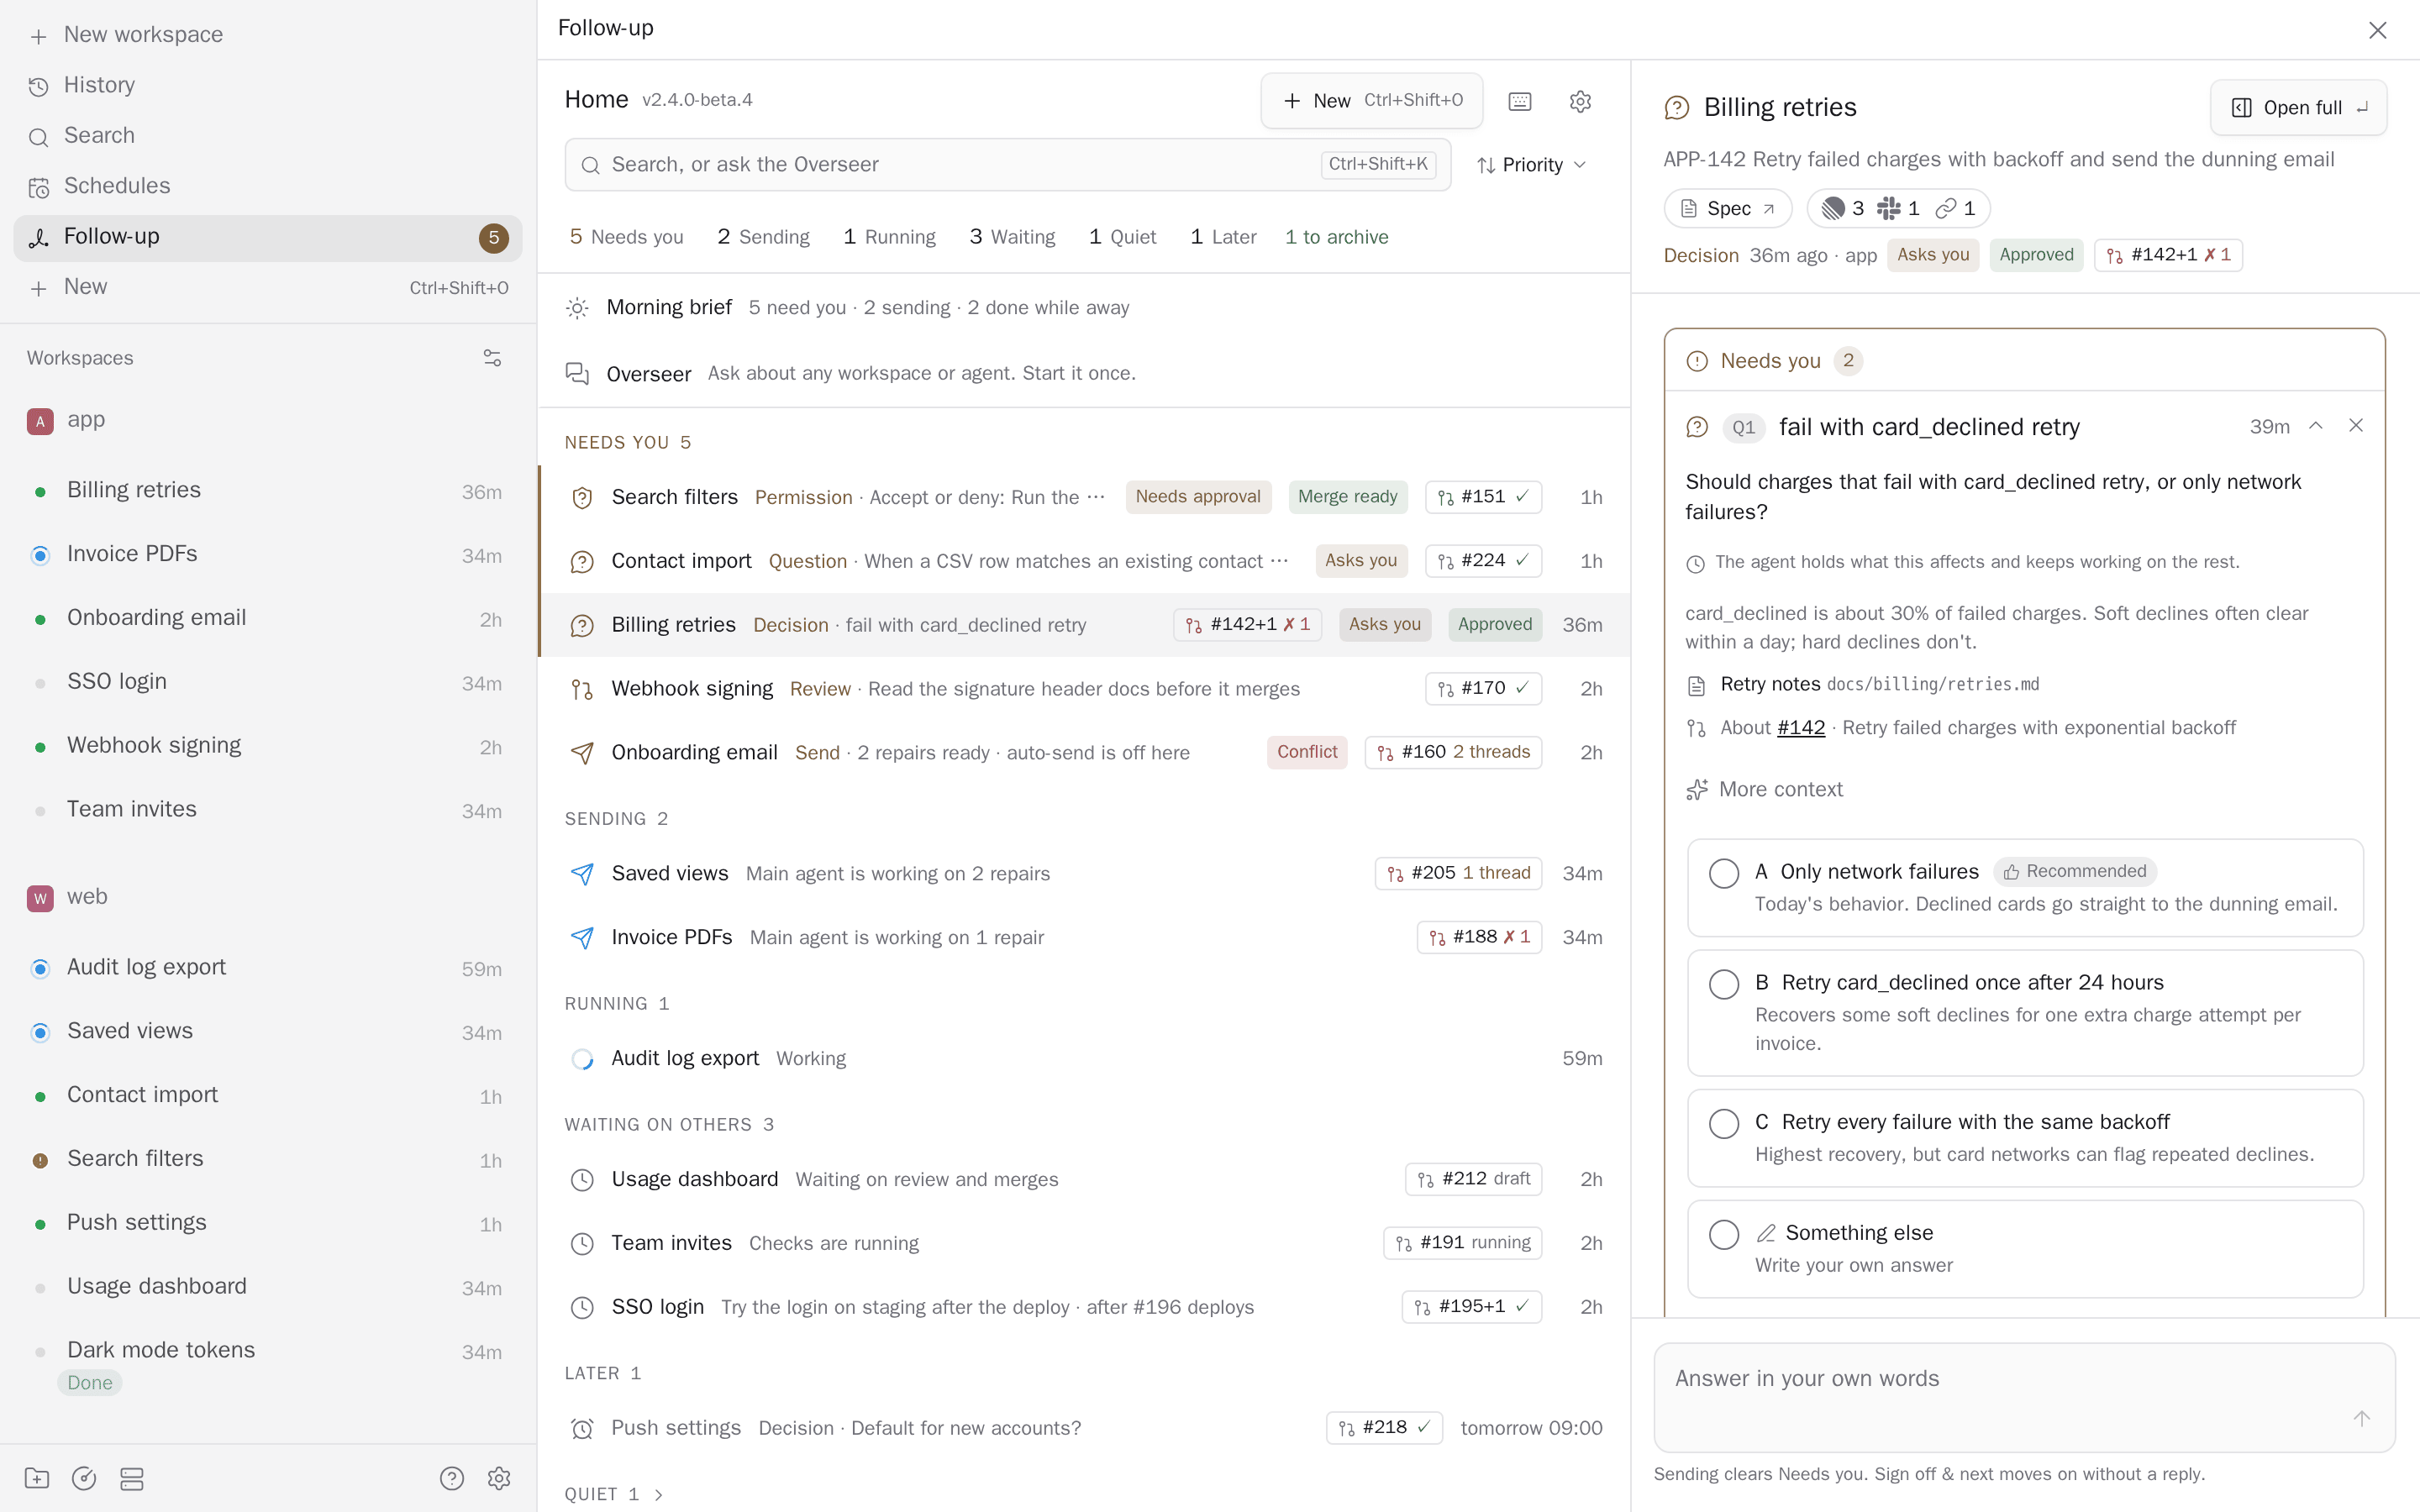 New workspace
History
Search
Schedules
Follow-up 5
New Ctrl+Shift+O
Workspaces
A app
Billing retries 36m
Invoice PDFs 34m
Onboarding email 2h
SSO login 34m
Webhook signing 2h
Team invites 34m
W web
Audit log export 59m
Saved views 34m
Contact import 1h
Search filters 1h
Push settings 1h
Usage dashboard 34m
Dark mode tokens 34m
Done
Follow-up
Home v2.4.0-beta.4 New Ctrl+Shift+O
Search, or ask the Overseer Ctrl+Shift+K Priority
5 Needs you 2 Sending 1 Running 3 Waiting 1 Quiet 1 Later 1 to archive
Morning brief 5 need you · 2 sending · 2 done while away
Overseer Ask about any workspace or agent. Start it once.
NEEDS YOU 5
Search filters Permission · Accept or deny: Run the ··· Needs approval Merge ready #151 ✓ 1h
Contact import Question · When a CSV row matches an existing contact ··· Asks you #224 ✓ 1h
Billing retries Decision · fail with card_declined retry #142+1 ✗ 1 Asks you Approved 36m
Webhook signing Review · Read the signature header docs before it merges #170 ✓ 2h
Onboarding email Send · 2 repairs ready · auto-send is off here Conflict #160 2 threads 2h
SENDING 2
Saved views Main agent is working on 2 repairs #205 1 thread 34m
Invoice PDFs Main agent is working on 1 repair #188 ✗ 1 34m
RUNNING 1
Audit log export Working 59m
WAITING ON OTHERS 3
Usage dashboard Waiting on review and merges #212 draft 2h
Team invites Checks are running #191 running 2h
SSO login Try the login on staging after the deploy · after #196 deploys #195+1 ✓ 2h
LATER 1
Push settings Decision · Default for new accounts? #218 ✓ tomorrow 09:00
QUIET 1
Billing retries Open full
APP-142 Retry failed charges with backoff and send the dunning email
Spec 3 1 1
Decision 36m ago · app Asks you Approved #142+1 ✗ 1
Needs you 2
Q1 fail with card_declined retry 39m
Should charges that fail with card_declined retry, or only network
failures?
The agent holds what this affects and keeps working on the rest.
card_declined is about 30% of failed charges. Soft declines often clear
within a day; hard declines don't.
Retry notes docs/billing/retries.md
About #142 · Retry failed charges with exponential backoff
More context
A Only network failures Recommended
Today's behavior. Declined cards go straight to the dunning email.
B Retry card_declined once after 24 hours
Recovers some soft declines for one extra charge attempt per
invoice.
C Retry every failure with the same backoff
Highest recovery, but card networks can flag repeated declines.
Something else
Write your own answer
Answer in your own words
Sending clears Needs you. Sign off & next moves on without a reply.